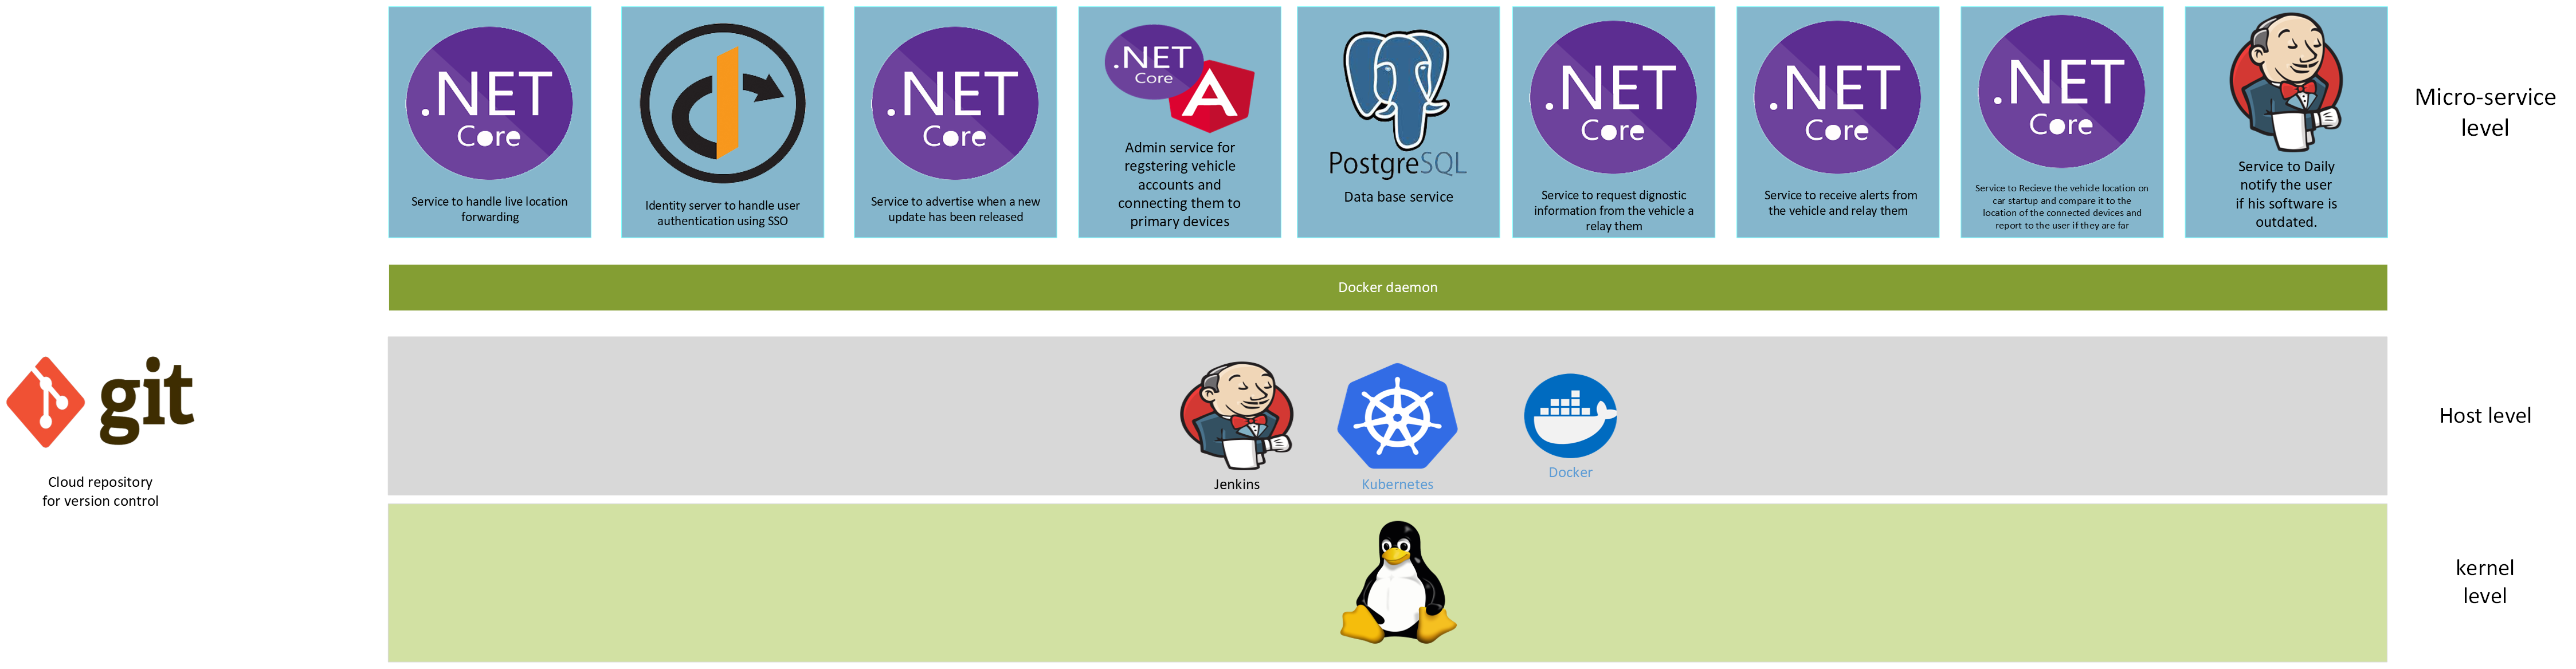 .NET
Core
Service to handle live location
forwarding
Identity server to handle user
authentication using SSO
.NET
Core
Service to advertise when a new
update has been released
.NET
Core
A
Admin service for
regstering vehicle
accounts and
connecting them to
primary devices
PostgreSQL
Data base service
.NET
Core
Service to request dignostic
information from the vehicle a
relay them
.NET
Core
Service to receive alerts from
the vehicle and relay them
.NET
Core
Service to Recieve the vehicle location on
car startup and compare it to the
location of the connected devices and
report to the user if they are far
Service to Daily
notify the user
if his software is
outdated.
Micro-service
level
Docker daemon
git
Cloud repository
for version control
Jenkins
Kubernetes
Docker
Host level
kernel
level